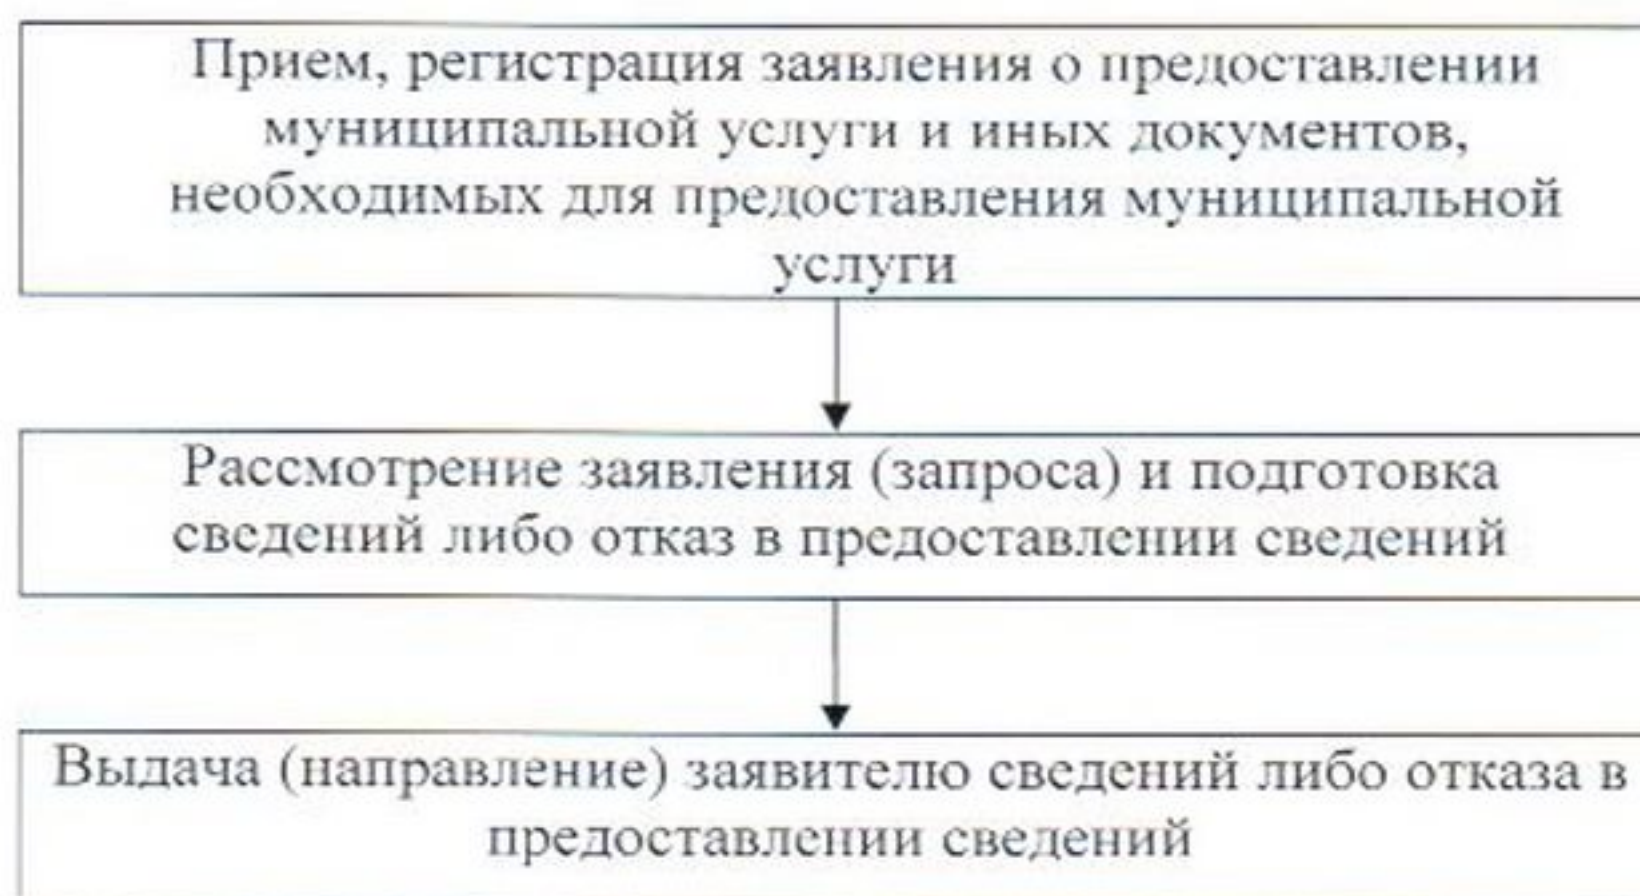 Прием, регистрация заявления о предоставлении
муниципальной услуги и иных документов,
необходимых для предоставления муниципальной
услуги
Рассмотрение заявления (запроса) и подготовка
сведений либо отказ в предоставлении сведений
Выдача (направление) заявителю сведений либо отказа в
предоставлении сведений